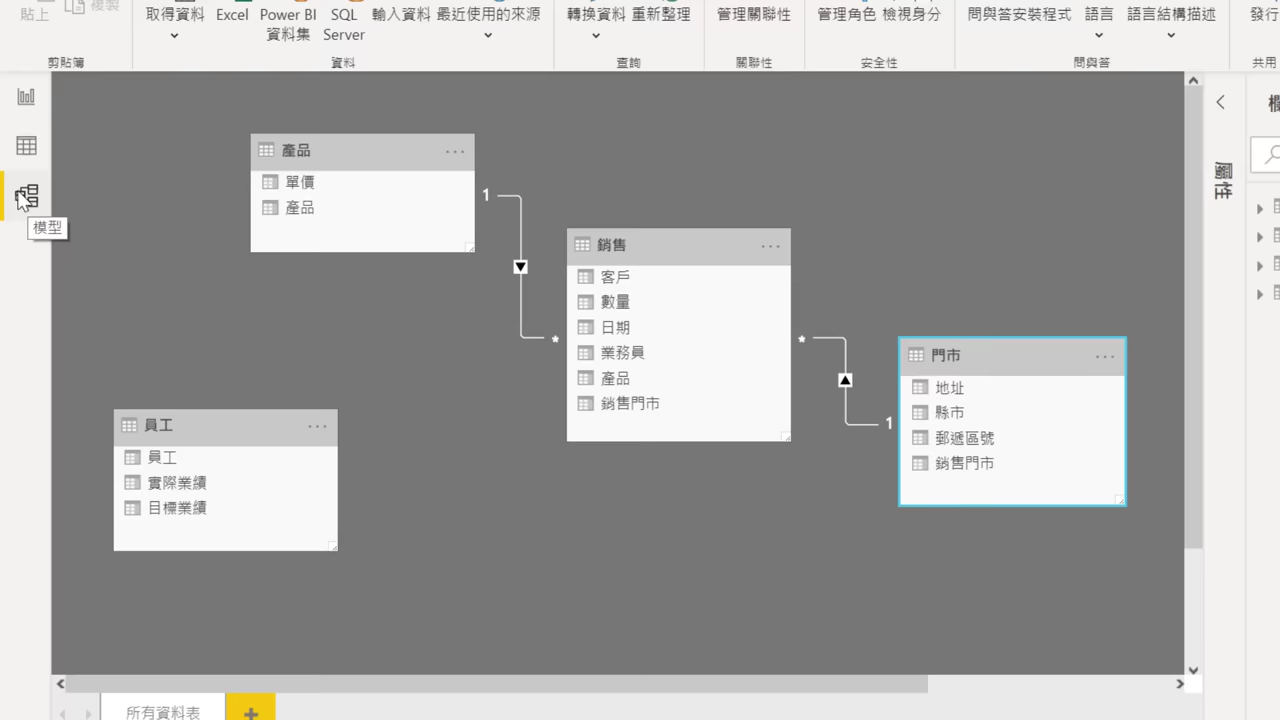 貼上 複製
取得資料 Excel Power BI 資料集 SQL Server 輸入資料 最近使用的來源
轉換資料 重新整理
管理關聯性
管理角色 檢視身分
問與答安裝程式 語言 語言結構描述
發行
剪貼簿
資料
查詢
關聯性
安全性
問與答
共用
模型
產品
單價
產品
1
*
銷售
客戶
數量
日期
業務員
產品
銷售門市
*
1
門市
地址
縣市
郵遞區號
銷售門市
員工
員工
實際業績
目標業績
屬性
所有資料表